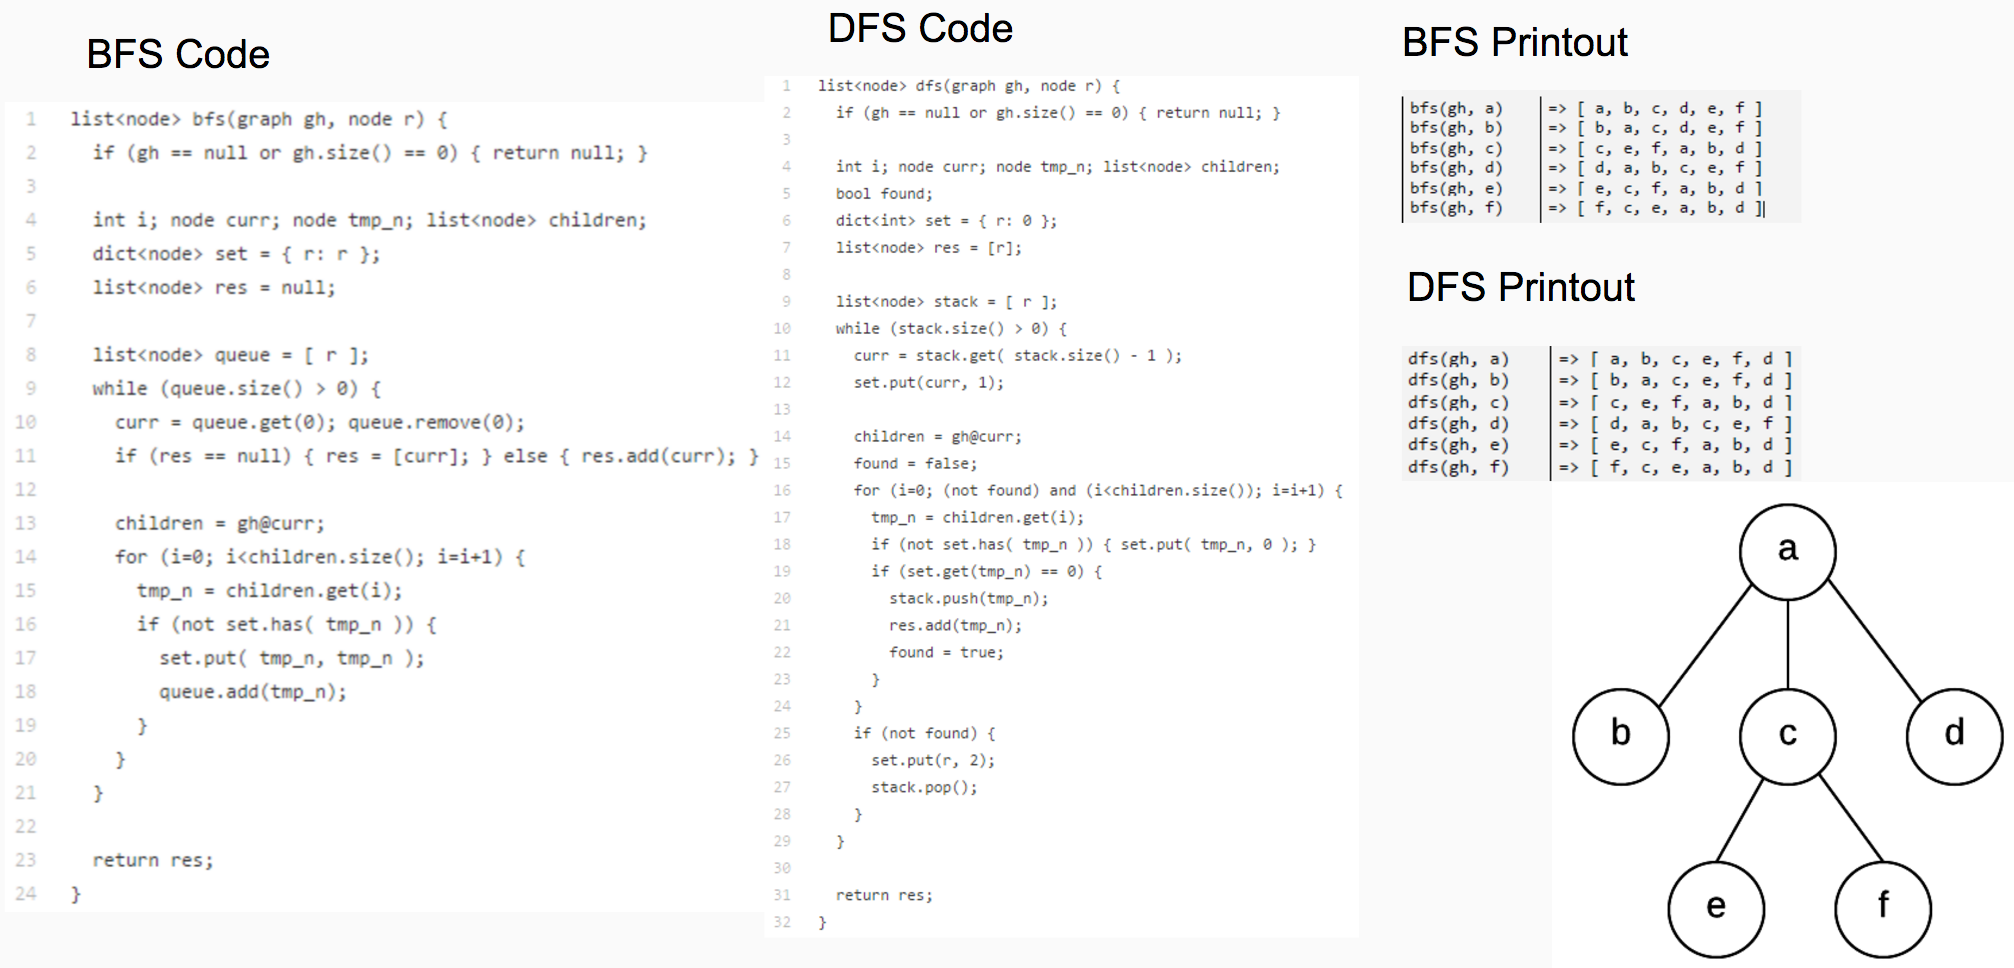 BFS Code
1 list<node> bfs(graph gh, node r) {
2 if (gh == null or gh.size() == 0) { return null; }
3
4 int i; node curr; node tmp_n; list<node> children;
5 dict<node> set = { r: r };
6 list<node> res = null;
7
8 list<node> queue = [ r ];
9 while (queue.size() > 0) {
10 curr = queue.get(0); queue.remove(0);
11 if (res == null) { res = [curr]; } else { res.add(curr); }
12
13 children = gh@curr;
14 for (i=0; i<children.size(); i=i+1) {
15 tmp_n = children.get(i);
16 if (not set.has( tmp_n )) {
17 set.put( tmp_n, tmp_n );
18 queue.add(tmp_n);
19 }
20 }
21 }
22
23 return res;
24 }
DFS Code
1 list<node> dfs(graph gh, node r) {
2 if (gh == null or gh.size() == 0) { return null; }
3
4 int i; node curr; node tmp_n; list<node> children;
5 bool found;
6 dict<int> set = { r: 0 };
7 list<node> res = [r];
8
9 list<node> stack = [ r ];
10 while (stack.size() > 0) {
11 curr = stack.get( stack.size() - 1 );
12 set.put(curr, 1);
13
14 children = gh@curr;
15 found = false;
16 for (i=0; (not found) and (i<children.size()); i=i+1) {
17 tmp_n = children.get(i);
18 if (not set.has( tmp_n )) { set.put( tmp_n, 0 ); }
19 if (set.get(tmp_n) == 0) {
20 stack.push(tmp_n);
21 res.add(tmp_n);
22 found = true;
23 }
24 }
25 if (not found) {
26 set.put(r, 2);
27 stack.pop();
28 }
29 }
30
31 return res;
32 }
BFS Printout
bfs(gh, a) => [ a, b, c, d, e, f ]
bfs(gh, b) => [ b, a, c, d, e, f ]
bfs(gh, c) => [ c, e, f, a, b, d ]
bfs(gh, d) => [ d, a, b, c, e, f ]
bfs(gh, e) => [ e, c, f, a, b, d ]
bfs(gh, f) => [ f, c, e, a, b, d ]
DFS Printout
dfs(gh, a) => [ a, b, c, e, f, d ]
dfs(gh, b) => [ b, a, c, e, f, d ]
dfs(gh, c) => [ c, e, f, a, b, d ]
dfs(gh, d) => [ d, a, b, c, e, f ]
dfs(gh, e) => [ e, c, f, a, b, d ]
dfs(gh, f) => [ f, c, e, a, b, d ]
a
b c d
e f